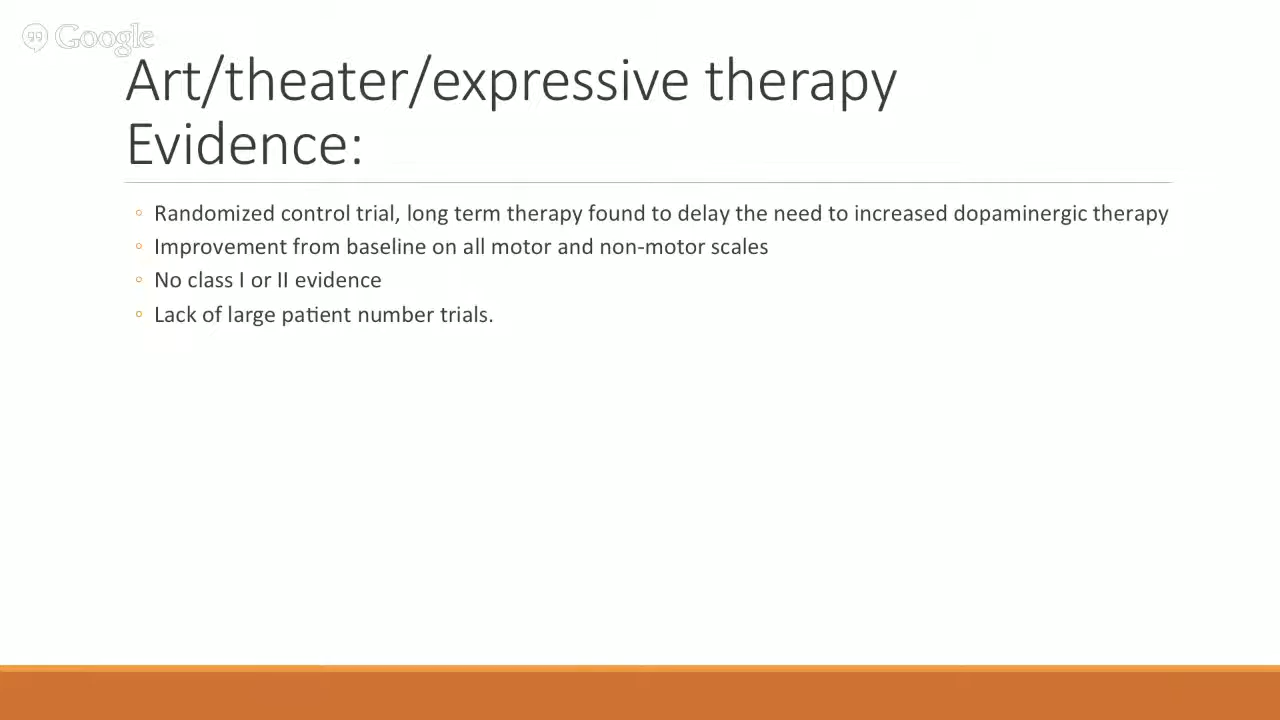 Google
Art/theater/expressive therapy
Evidence:
◦ Randomized control trial, long term therapy found to delay the need to increased dopaminergic therapy
◦ Improvement from baseline on all motor and non-motor scales
◦ No class I or II evidence
◦ Lack of large patient number trials.